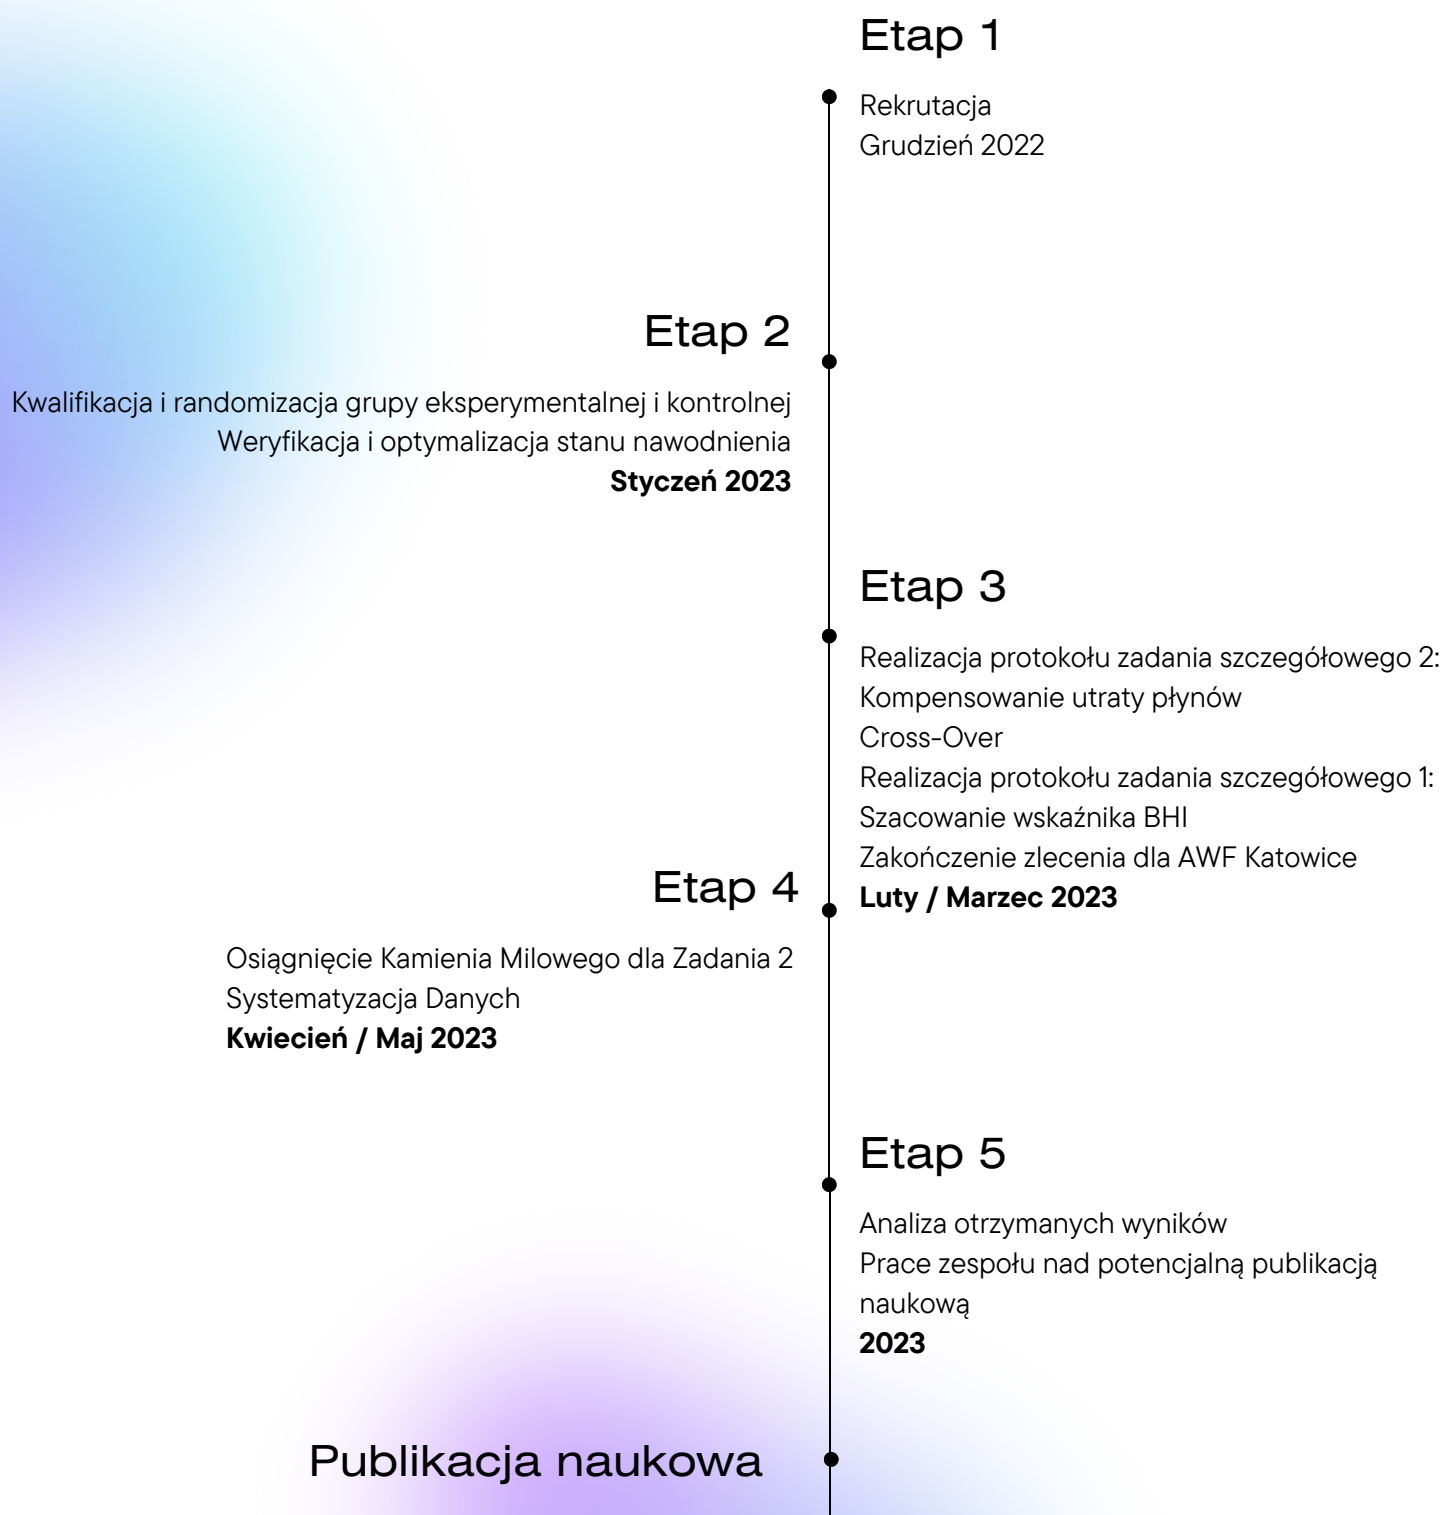 Etap 1
Rekrutacja
Grudzień 2022
Etap 2
Kwalifikacja i randomizacja grupy eksperymentalnej i kontrolnej
Weryfikacja i optymalizacja stanu nawodnienia
Styczeń 2023
Etap 3
Realizacja protokołu zadania szczegółowego 2:
Kompensowanie utraty płynów
Cross-Over
Realizacja protokołu zadania szczegółowego 1:
Szacowanie wskaźnika BHI
Zakończenie zlecenia dla AWF Katowice
Luty / Marzec 2023
Etap 4
Osiągnięcie Kamienia Milowego dla Zadania 2
Systematyzacja Danych
Kwiecień / Maj 2023
Etap 5
Analiza otrzymanych wyników
Prace zespołu nad potencjalną publikacją
naukową
2023
Publikacja naukowa